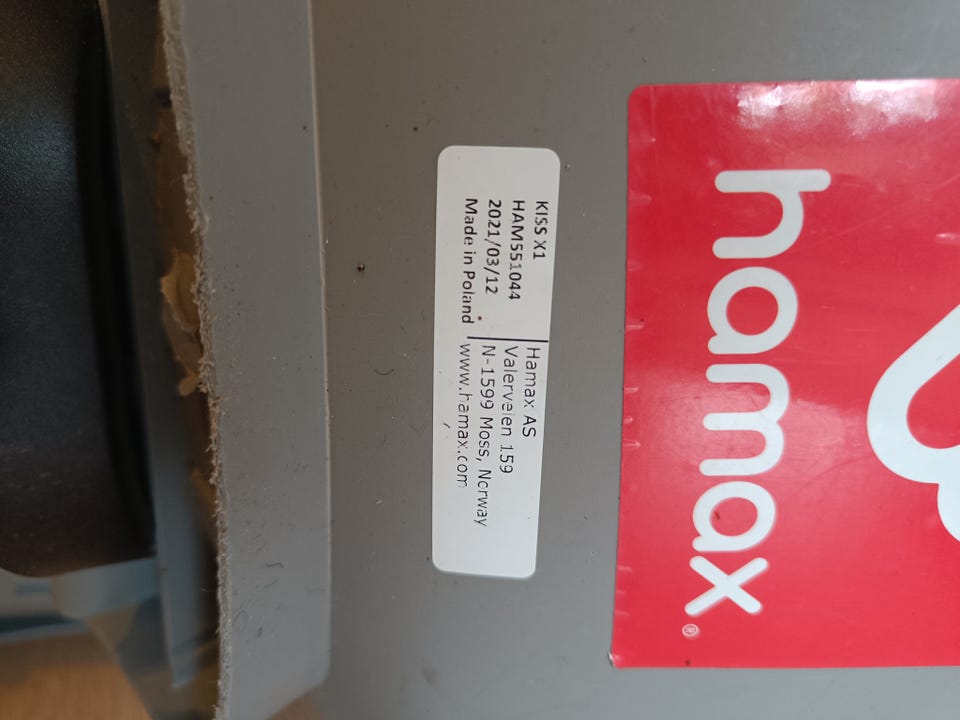 KISS X1
HAM551044
2021/03/12
Made in Poland
Hamax AS
Valerveien 159
N-1599 Moss, Norway
www.hamax.com
hamax®